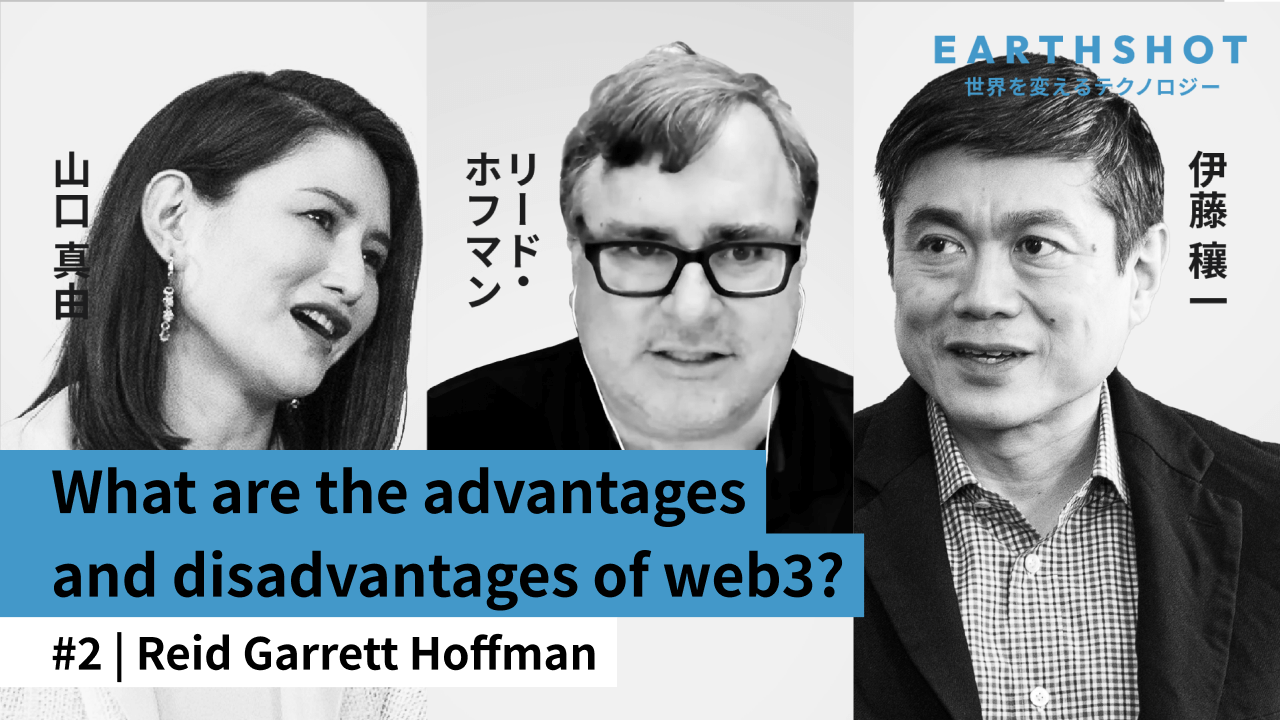 EARTHSHOT
世界を変えるテクノロジー
山口 真由
リード・
ホフマン
伊藤 穰一
What are the advantages
and disadvantages of web3?
#2 | Reid Garrett Hoffman